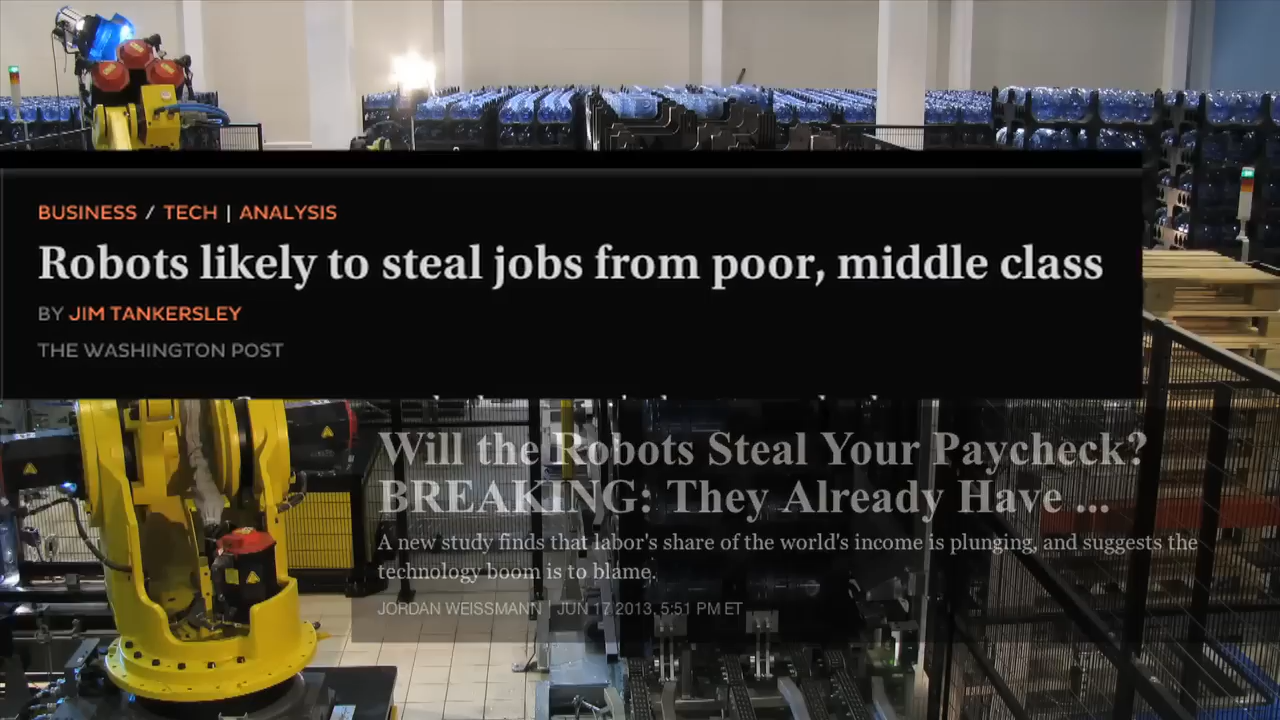 BUSINESS / TECH | ANALYSIS
Robots likely to steal jobs from poor, middle class
BY JIM TANKERSLEY
THE WASHINGTON POST
Will the Robots Steal Your Paycheck?
BREAKING: They Already Have ...
A new study finds that labor's share of the world's income is plunging, and suggests the
technology boom is to blame.
JORDAN WEISSMANN | JUN 17 2013, 5:51 PM ET